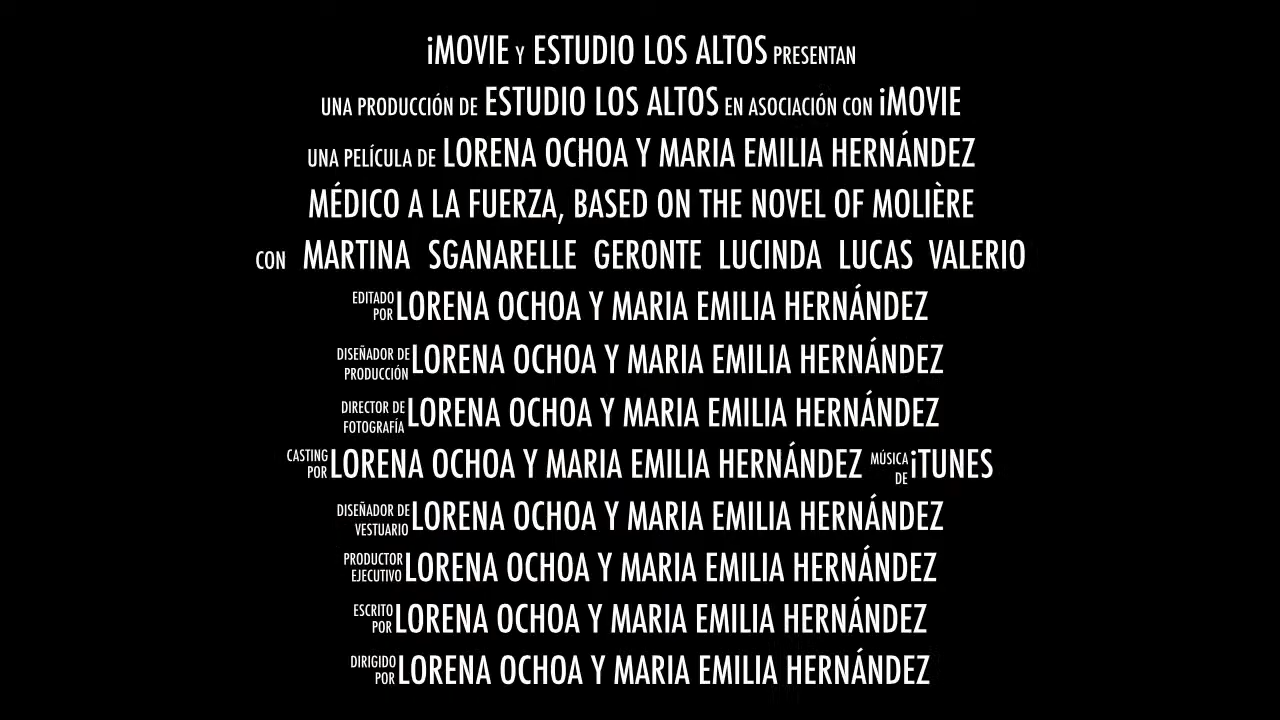 iMOVIE Y ESTUDIO LOS ALTOS PRESENTAN
UNA PRODUCCIÓN DE ESTUDIO LOS ALTOS EN ASOCIACIÓN CON iMOVIE
UNA PELÍCULA DE LORENA OCHOA Y MARIA EMILIA HERNÁNDEZ
MÉDICO A LA FUERZA, BASED ON THE NOVEL OF MOLIÈRE
CON MARTINA SGANARELLE GERONTE LUCINDA LUCAS VALERIO
EDITADO POR LORENA OCHOA Y MARIA EMILIA HERNÁNDEZ
DISEÑADOR DE PRODUCCIÓN LORENA OCHOA Y MARIA EMILIA HERNÁNDEZ
DIRECTOR DE FOTOGRAFÍA LORENA OCHOA Y MARIA EMILIA HERNÁNDEZ
CASTING POR LORENA OCHOA Y MARIA EMILIA HERNÁNDEZ MÚSICA DE iTUNES
DISEÑADOR DE VESTUARIO LORENA OCHOA Y MARIA EMILIA HERNÁNDEZ
PRODUCTOR EJECUTIVO LORENA OCHOA Y MARIA EMILIA HERNÁNDEZ
ESCRITO POR LORENA OCHOA Y MARIA EMILIA HERNÁNDEZ
DIRIGIDO POR LORENA OCHOA Y MARIA EMILIA HERNÁNDEZ